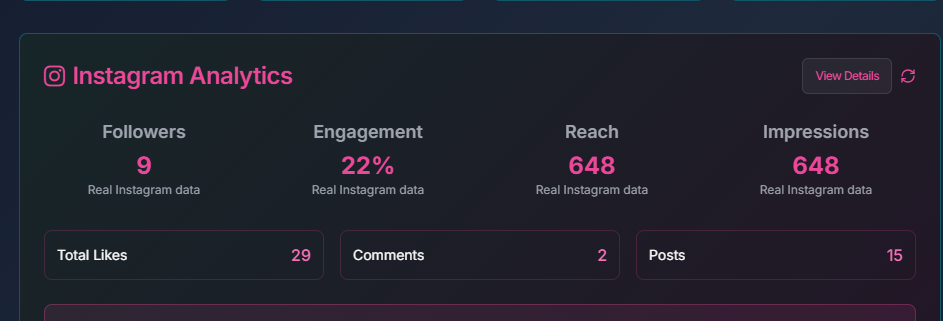 Instagram Analytics
View Details
Followers Engagement Reach Impressions
9 22% 648 648
Real Instagram data Real Instagram data Real Instagram data Real Instagram data
Total Likes 29 Comments 2 Posts 15